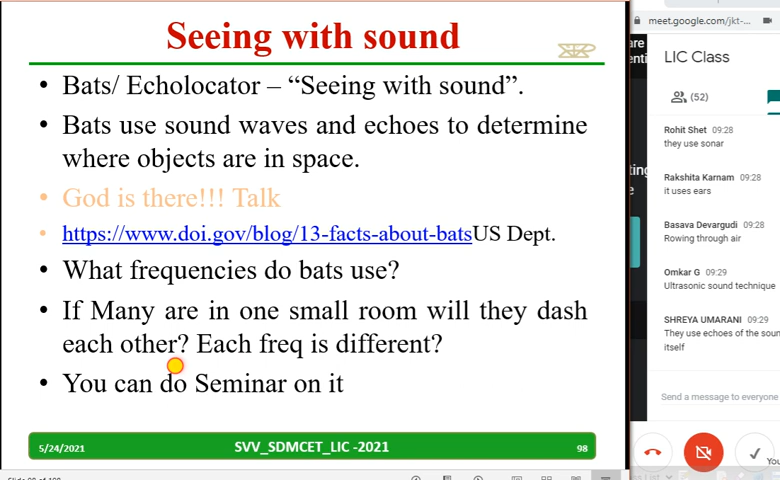 Seeing with sound
• Bats/ Echolocator – “Seeing with sound”.
• Bats use sound waves and echoes to determine
where objects are in space.
• God is there!!! Talk
• https://www.doi.gov/blog/13-facts-about-batsUS Dept.
• What frequencies do bats use?
• If Many are in one small room will they dash
each other? Each freq is different?
• You can do Seminar on it
5/24/2021
SVV_SDMCET_LIC -2021
98
meet.google.com/jkt-...
LIC Class
(52)
Rohit Shet 09:28
they use sonar
Rakshita Karnam 09:28
it uses ears
Basava Devargudi 09:28
Rowing through air
Omkar G 09:29
Ultrasonic sound technique
SHREYA UMARANI 09:29
They use echoes of the soun
itself
Send a message to everyone
You